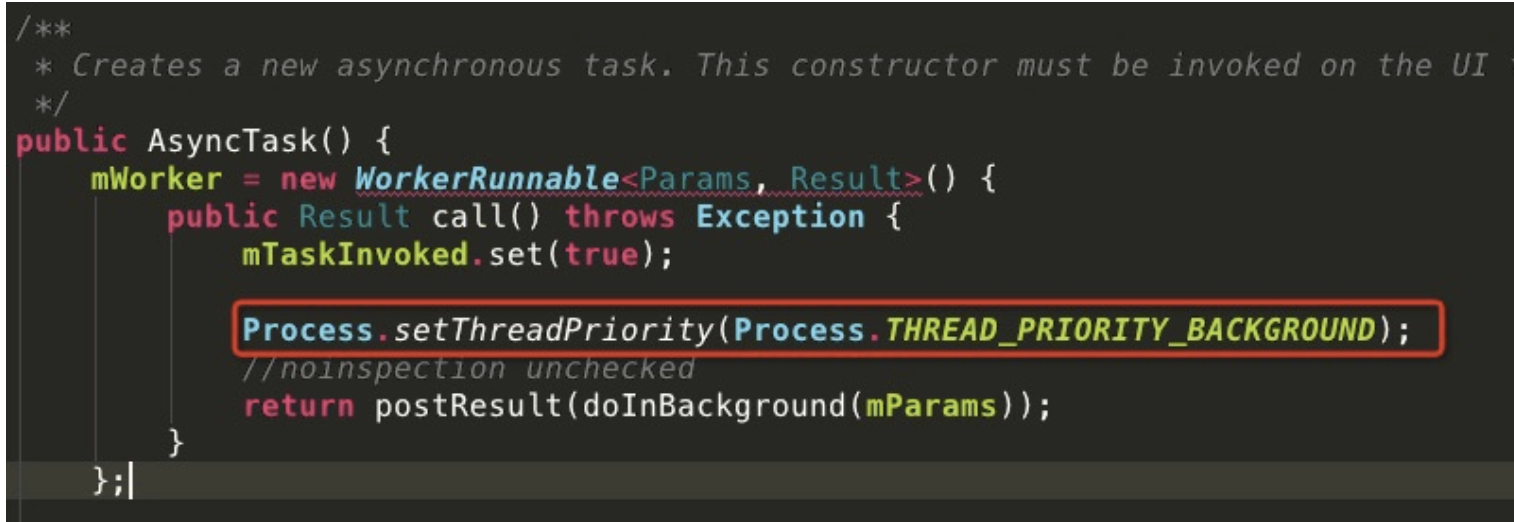 /**
 * Creates a new asynchronous task. This constructor must be invoked on the UI
 */
public AsyncTask() {
    mWorker = new WorkerRunnable<Params, Result>() {
        public Result call() throws Exception {
            mTaskInvoked.set(true);

            Process.setThreadPriority(Process.THREAD_PRIORITY_BACKGROUND);
            //noinspection unchecked
            return postResult(doInBackground(mParams));
        }
    };